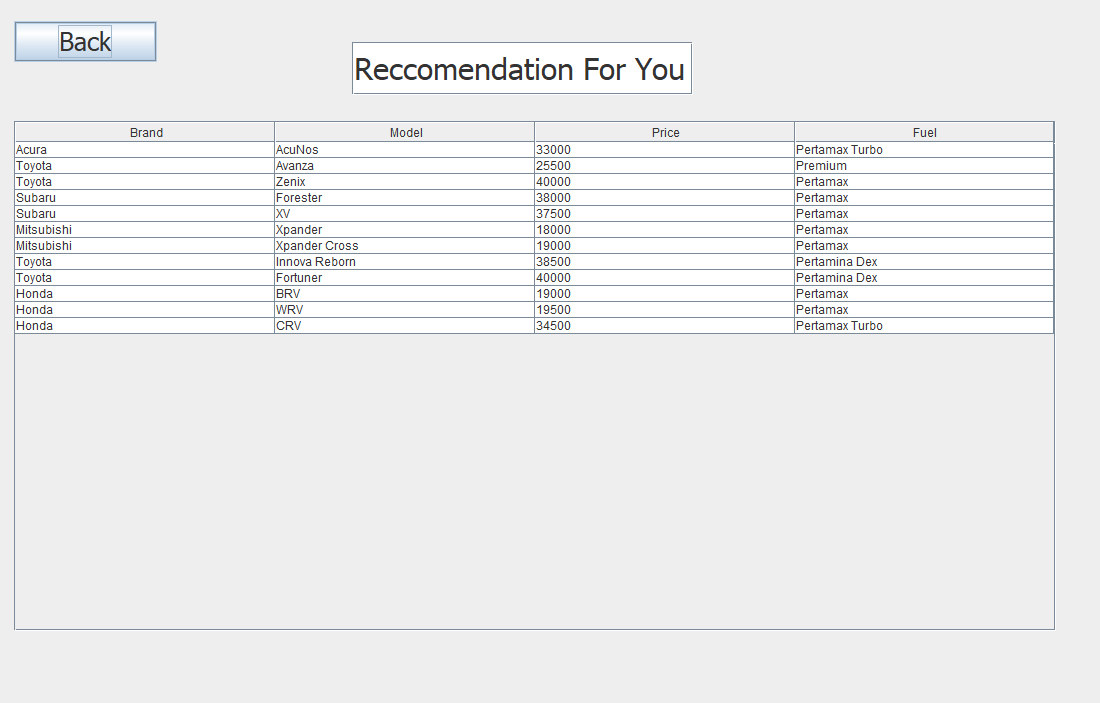 Back
Reccomendation For You
Brand Model Price Fuel
Acura AcuNos 33000 Pertamax Turbo
Toyota Avanza 25500 Premium
Toyota Zenix 40000 Pertamax
Subaru Forester 38000 Pertamax
Subaru XV 37500 Pertamax
Mitsubishi Xpander 18000 Pertamax
Mitsubishi Xpander Cross 19000 Pertamax
Toyota Innova Reborn 38500 Pertamina Dex
Toyota Fortuner 40000 Pertamina Dex
Honda BRV 19000 Pertamax
Honda WRV 19500 Pertamax
Honda CRV 34500 Pertamax Turbo